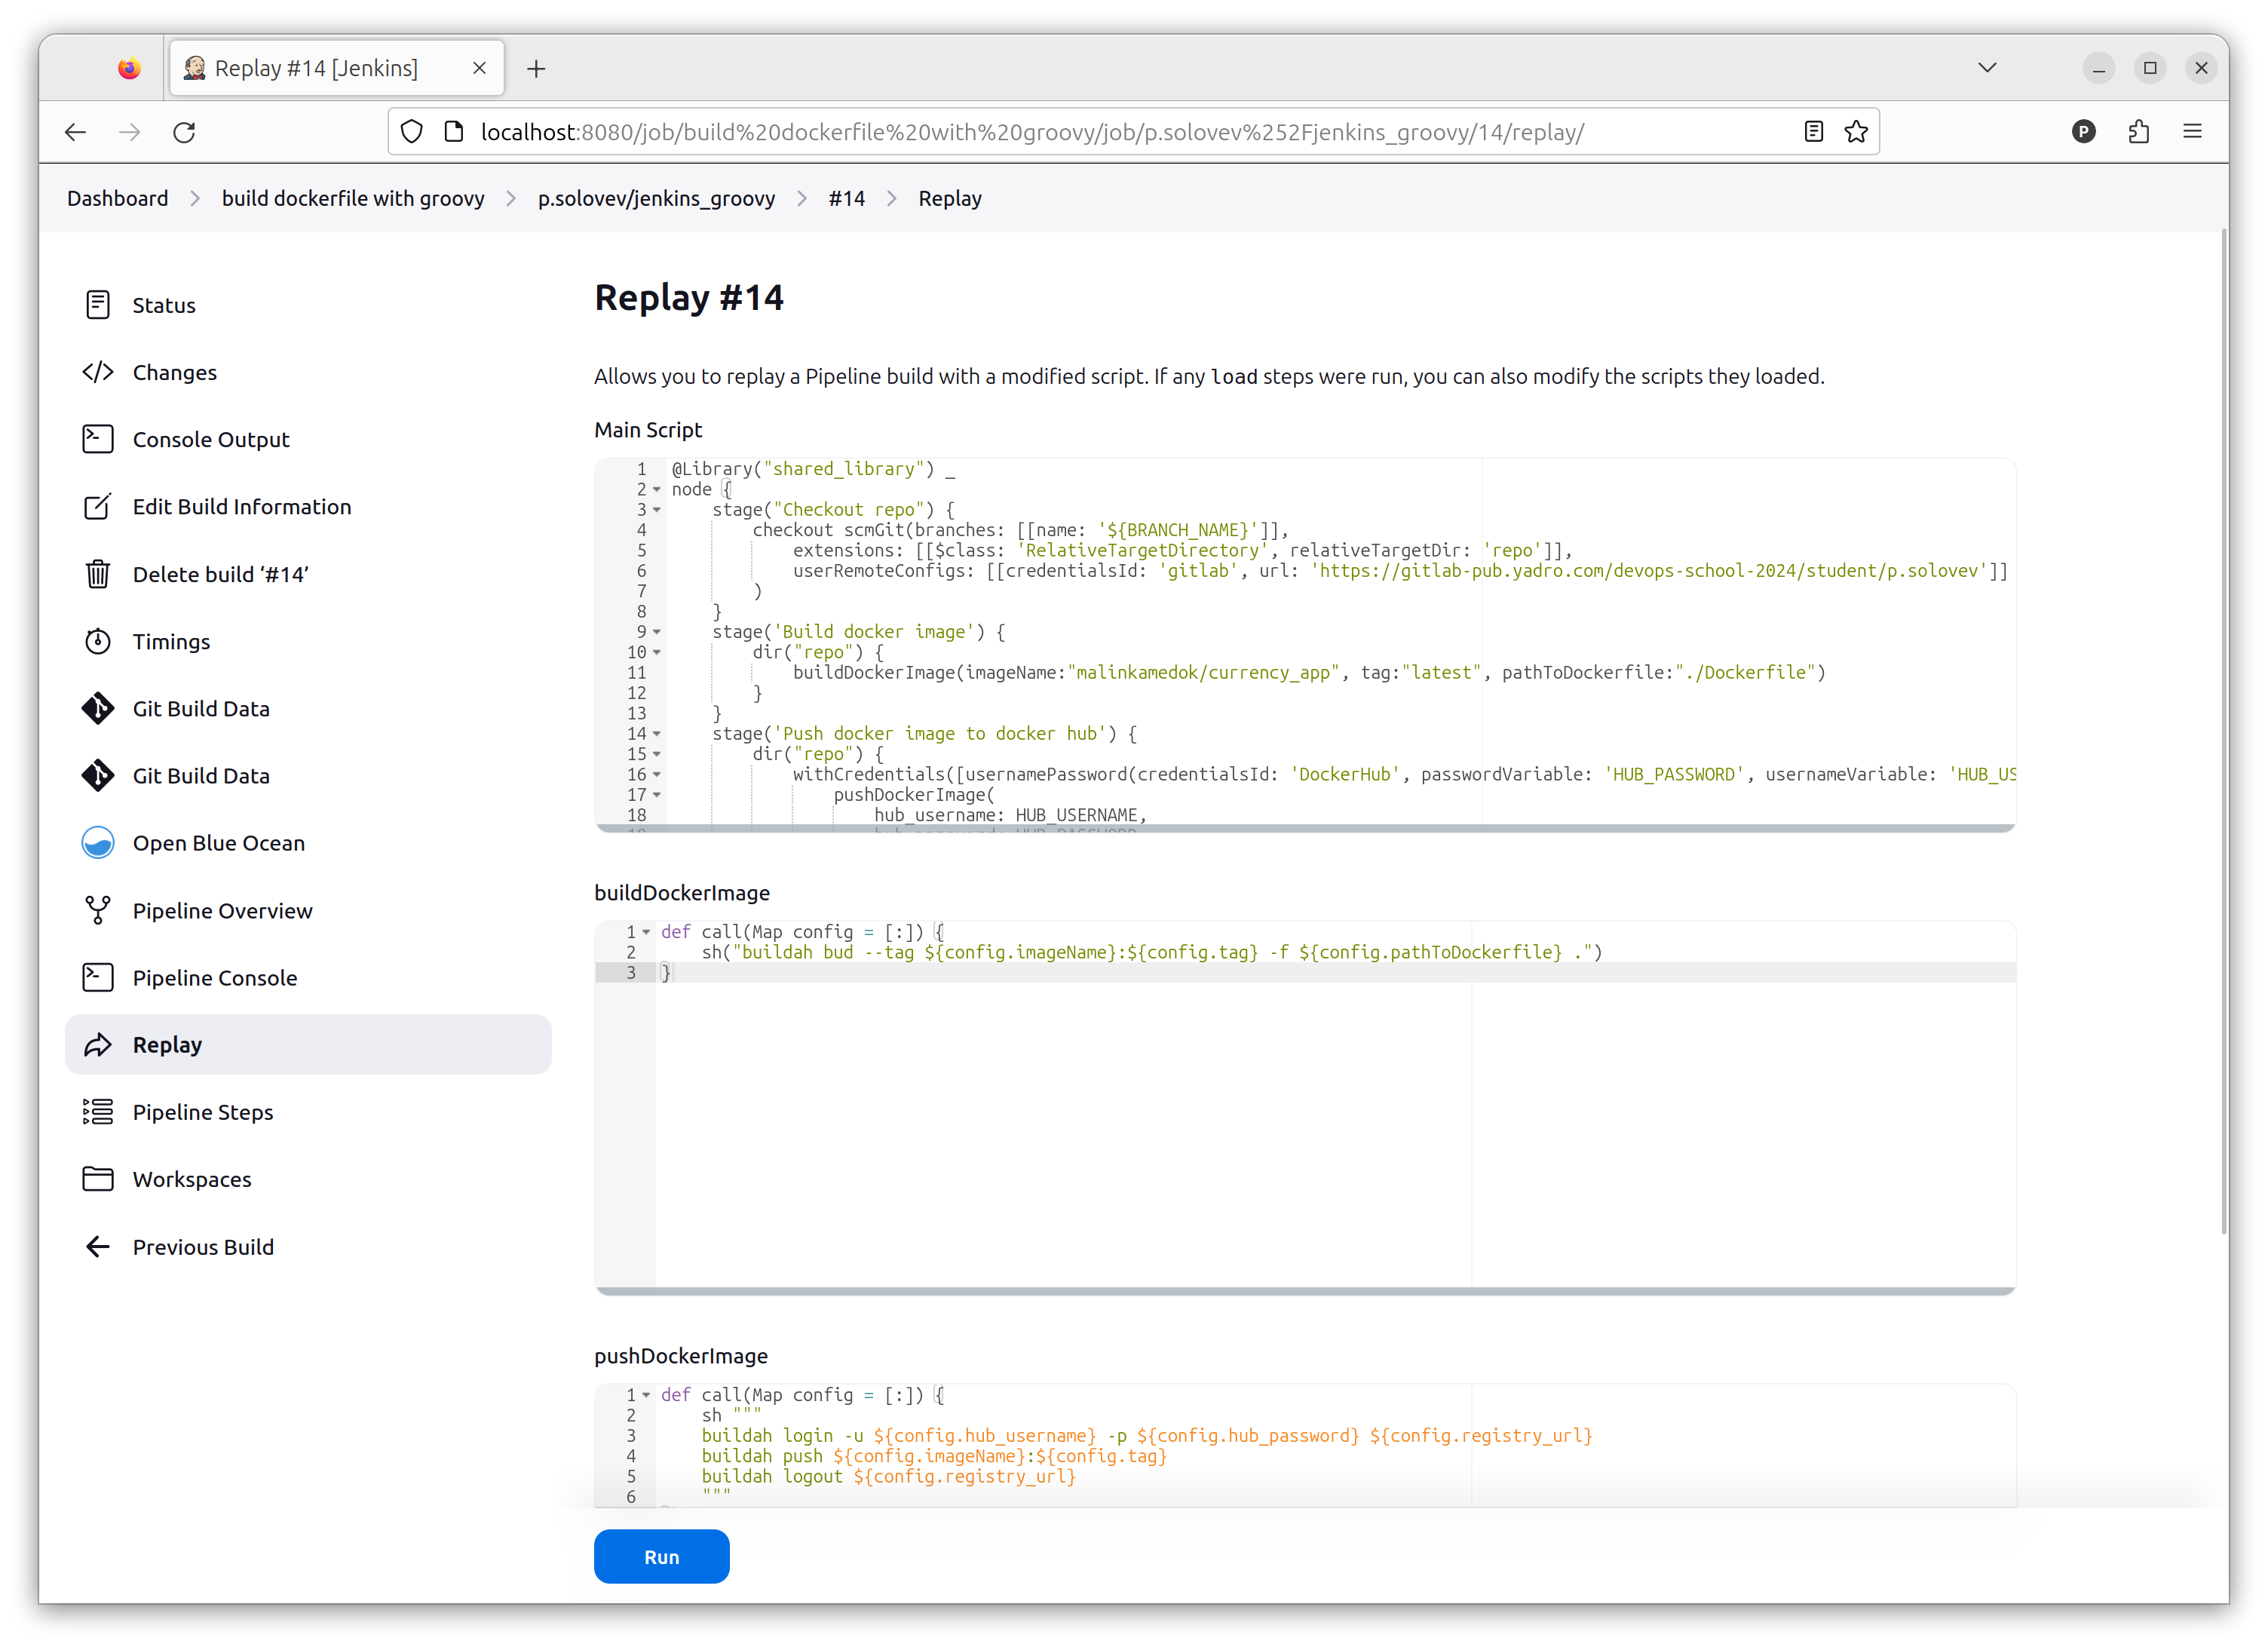 Replay #14 [Jenkins]
localhost:8080/job/build%20dockerfile%20with%20groovy/job/p.solovev%252Fjenkins_groovy/14/replay/
P
Dashboard > build dockerfile with groovy > p.solovev/jenkins_groovy > #14 > Replay
Status
Changes
Console Output
Edit Build Information
Delete build ‘#14’
Timings
Git Build Data
Git Build Data
Open Blue Ocean
Pipeline Overview
Pipeline Console
Replay
Pipeline Steps
Workspaces
Previous Build
Replay #14
Allows you to replay a Pipeline build with a modified script. If any load steps were run, you can also modify the scripts they loaded.
Main Script
1 @Library("shared_library") _
2 node {
3 stage("Checkout repo") {
4 checkout scmGit(branches: [[name: '${BRANCH_NAME}']],
5 extensions: [[$class: 'RelativeTargetDirectory', relativeTargetDir: 'repo']],
6 userRemoteConfigs: [[credentialsId: 'gitlab', url: 'https://gitlab-pub.yadro.com/devops-school-2024/student/p.solovev']]
7 )
8 }
9 stage('Build docker image') {
10 dir("repo") {
11 buildDockerImage(imageName:"malinkamedok/currency_app", tag:"latest", pathToDockerfile:"./Dockerfile")
12 }
13 }
14 stage('Push docker image to docker hub') {
15 dir("repo") {
16 withCredentials([usernamePassword(credentialsId: 'DockerHub', passwordVariable: 'HUB_PASSWORD', usernameVariable: 'HUB_US
17 pushDockerImage(
18 hub_username: HUB_USERNAME,
buildDockerImage
1 def call(Map config = [:]) {
2 sh("buildah bud --tag ${config.imageName}:${config.tag} -f ${config.pathToDockerfile} .")
3 }
pushDockerImage
1 def call(Map config = [:]) {
2 sh """
3 buildah login -u ${config.hub_username} -p ${config.hub_password} ${config.registry_url}
4 buildah push ${config.imageName}:${config.tag}
5 buildah logout ${config.registry_url}
6 """
Run